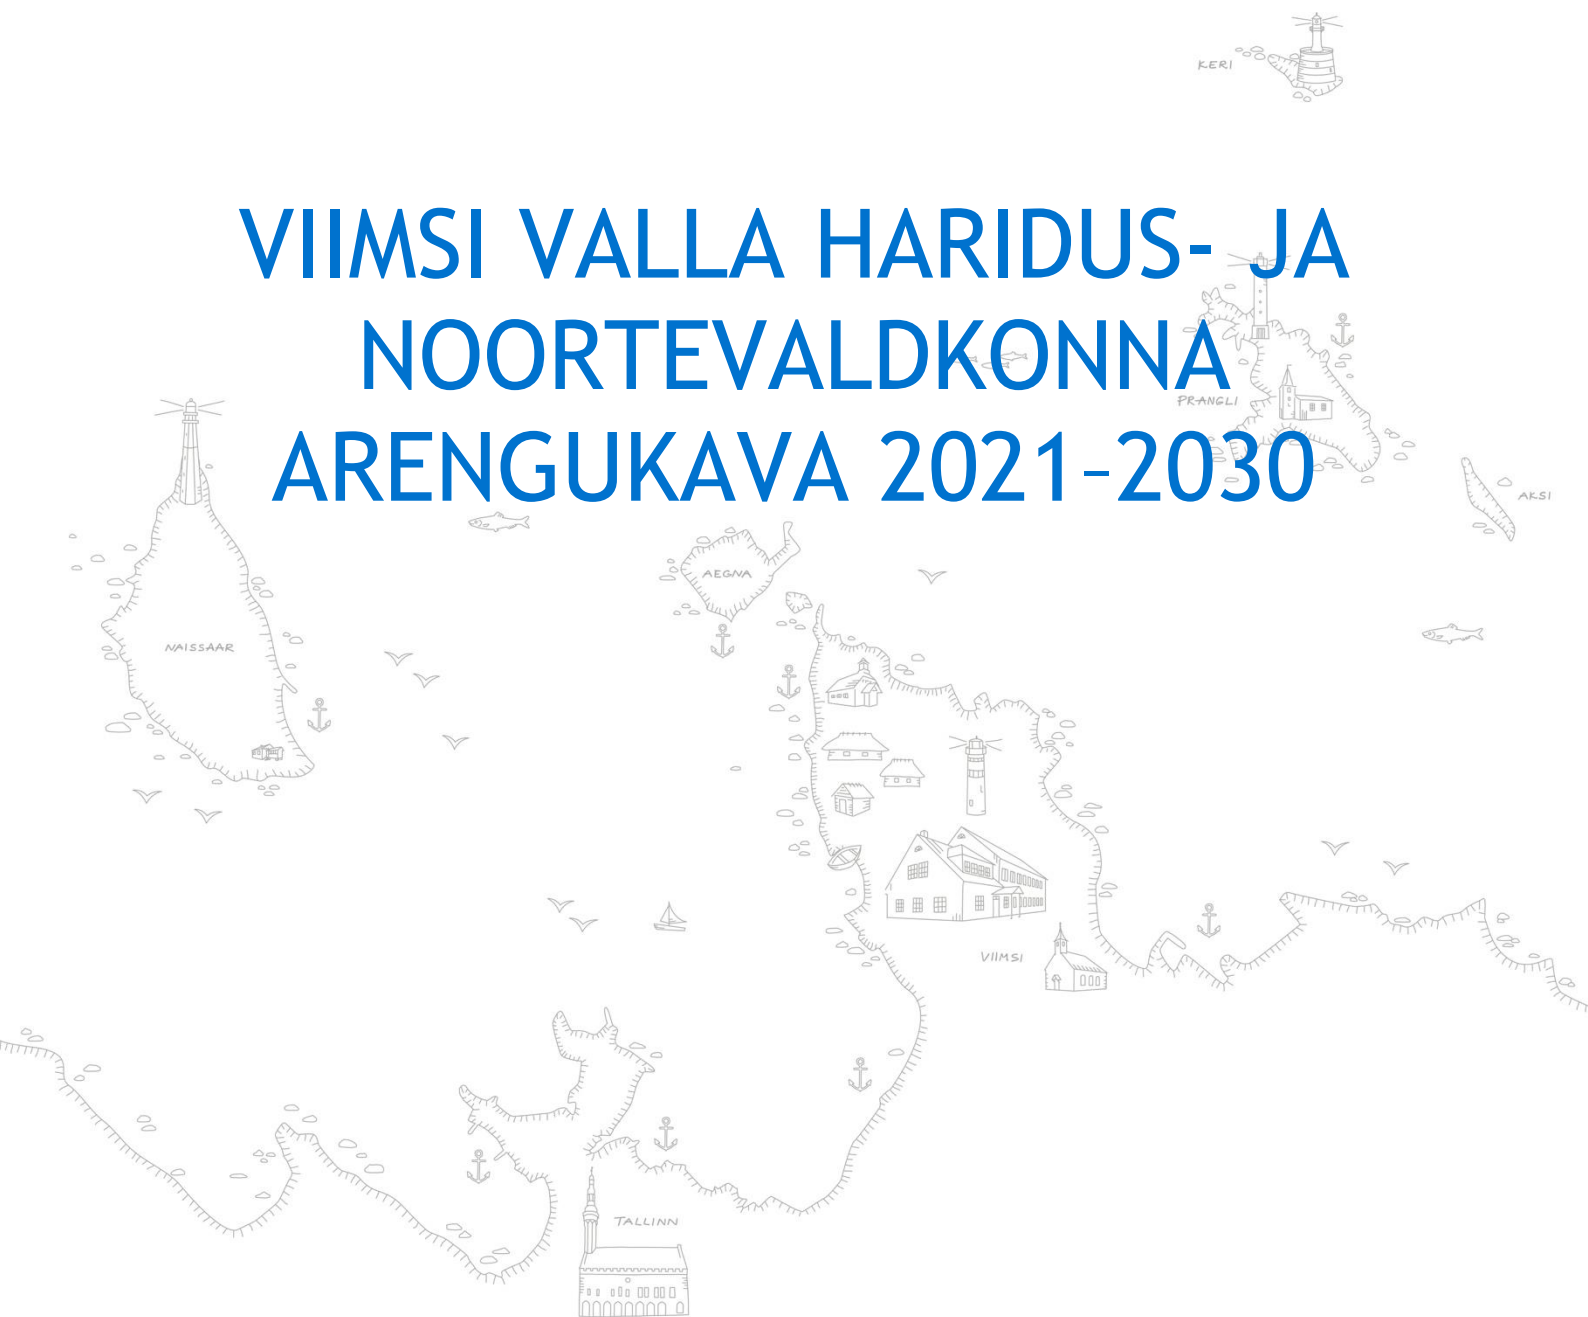 KERI
VIIMSI VALLA HARIDUS- JA
NOORTEVALDKONNA
PRANGLI
ARENGUKAVA 2021–2030
AKSI
AEGNA
NAISSAAR
VIIMSI
TALLINN